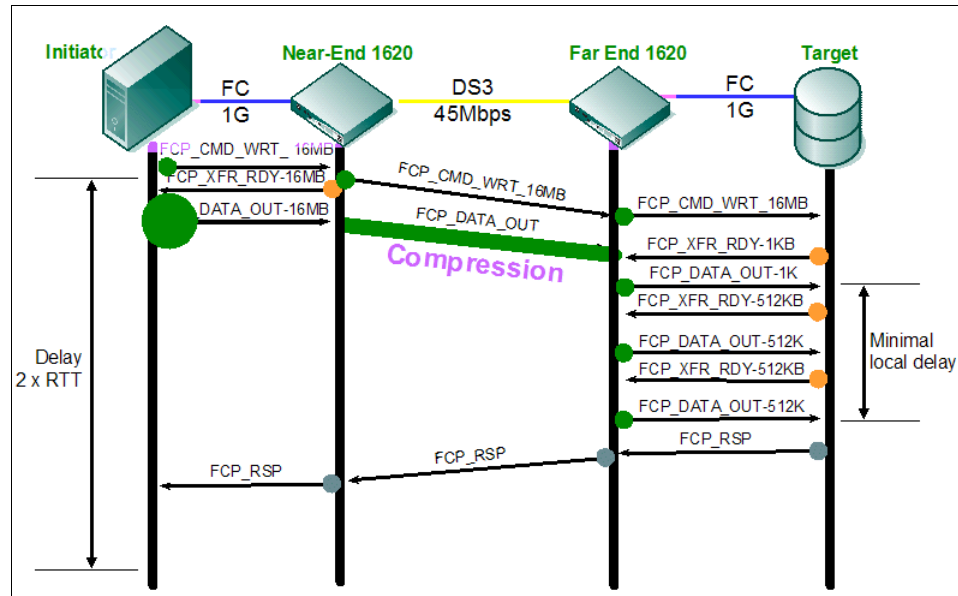 Initiator
Near-End 1620
Far End 1620
Target
FC
1G
DS3
45Mbps
FC
1G
FCP_CMD_WRT_ 16MB
FCP_XFR_RDY-16MB
DATA_OUT-16MB
FCP_CMD_WRT_16MB
FCP_DATA_OUT
Compression
FCP_CMD_WRT_16MB
FCP_XFR_RDY-1KB
FCP_DATA_OUT-1K
FCP_XFR_RDY-512KB
FCP_DATA_OUT-512K
FCP_XFR_RDY-512KB
FCP_DATA_OUT-512K
FCP_RSP
FCP_RSP
FCP_RSP
Delay
2 x RTT
Minimal
local delay